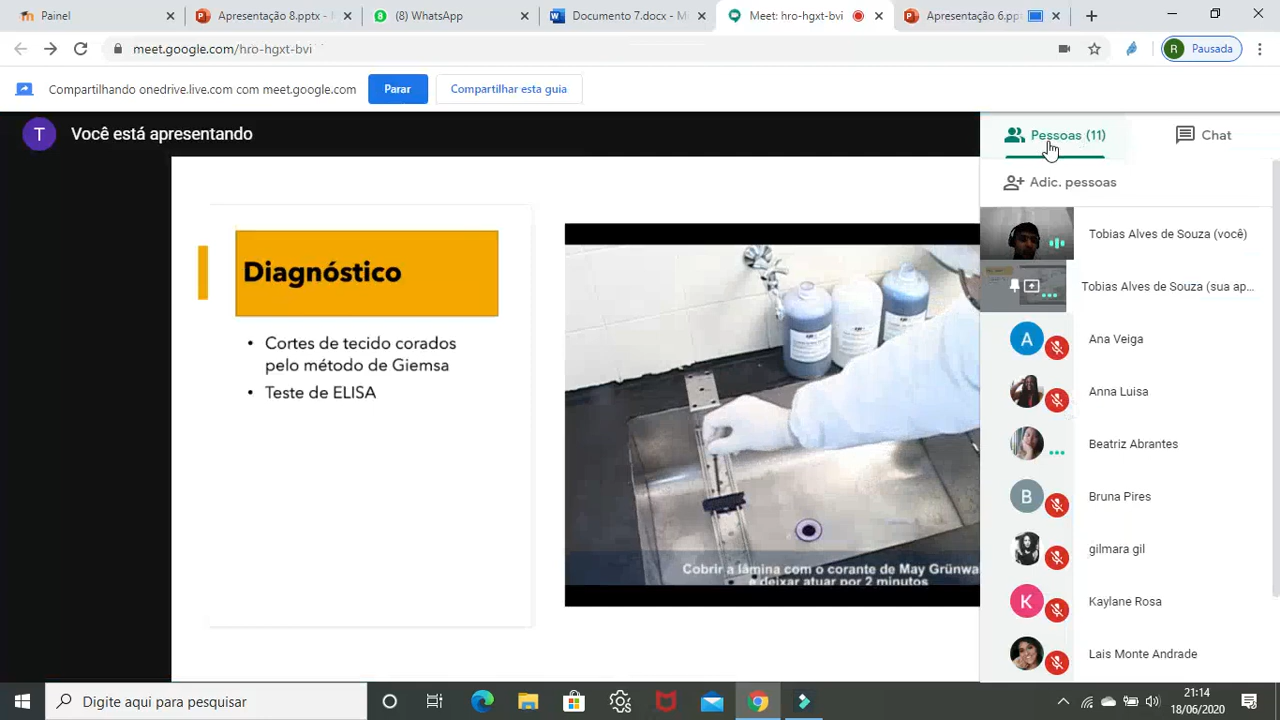 Painel
Apresentação 8.pptx -
(8) WhatsApp
Documento 7.docx - M
Meet: hro-hgxt-bvi
Apresentação 6.pp
meet.google.com/hro-hgxt-bvi
R
Pausada
Compartilhando onedrive.live.com com meet.google.com
Parar
Compartilhar esta guia
T
Você está apresentando
Pessoas (11)
Chat
Adic. pessoas
Tobias Alves de Souza (você)
Tobias Alves de Souza (sua ap...
A
Ana Veiga
Anna Luisa
Beatriz Abrantes
B
Bruna Pires
gilmara gil
K
Kaylane Rosa
Lais Monte Andrade
Diagnóstico
• Cortes de tecido corados
pelo método de Giemsa
• Teste de ELISA
Cobrir a lâmina com o corante de May Grünwa
e deixar atuar por 2 minutos
Digite aqui para pesquisar
21:14
18/06/2020